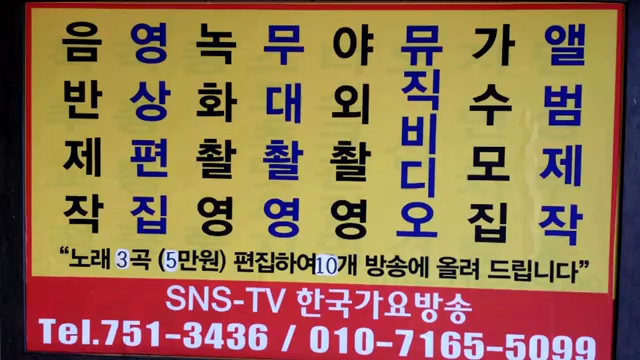 음반제작
영상편집
녹화촬영
무대촬영
야외촬영
뮤직비디오
가수모집
앨범제작
“노래 3곡 (5만원) 편집하여10개 방송에 올려 드립니다”
SNS-TV 한국가요방송
Tel.751-3436 / 010-7165-5099